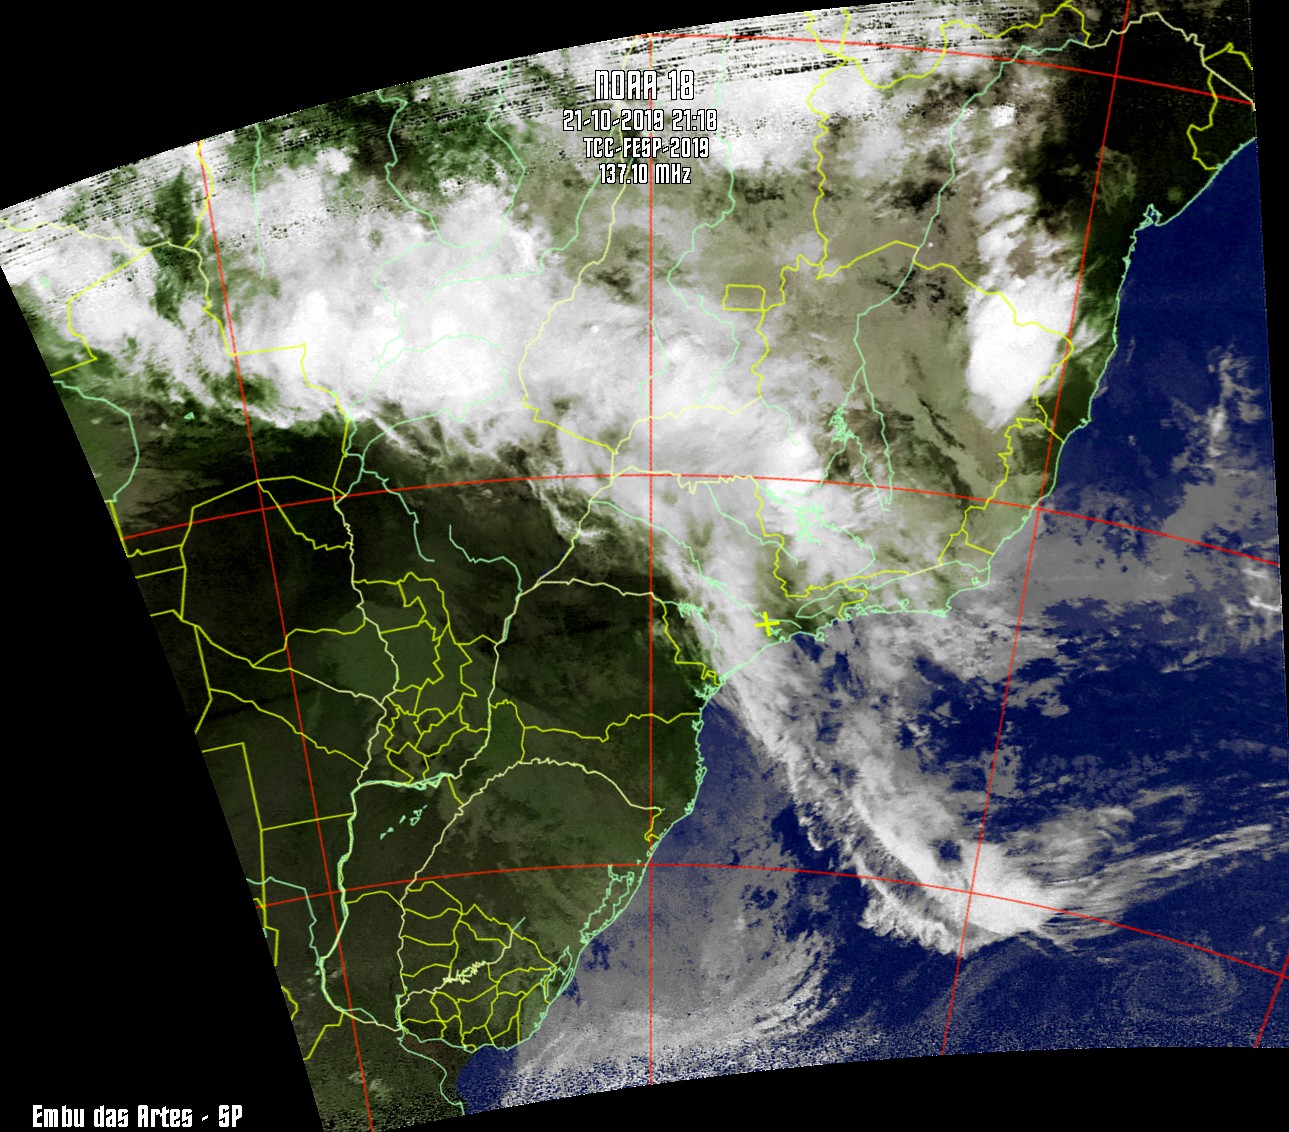 NOAA 18
21-10-2019 21:18
TCC-FESP-2019
137.10 MHz
Embu das Artes - SP